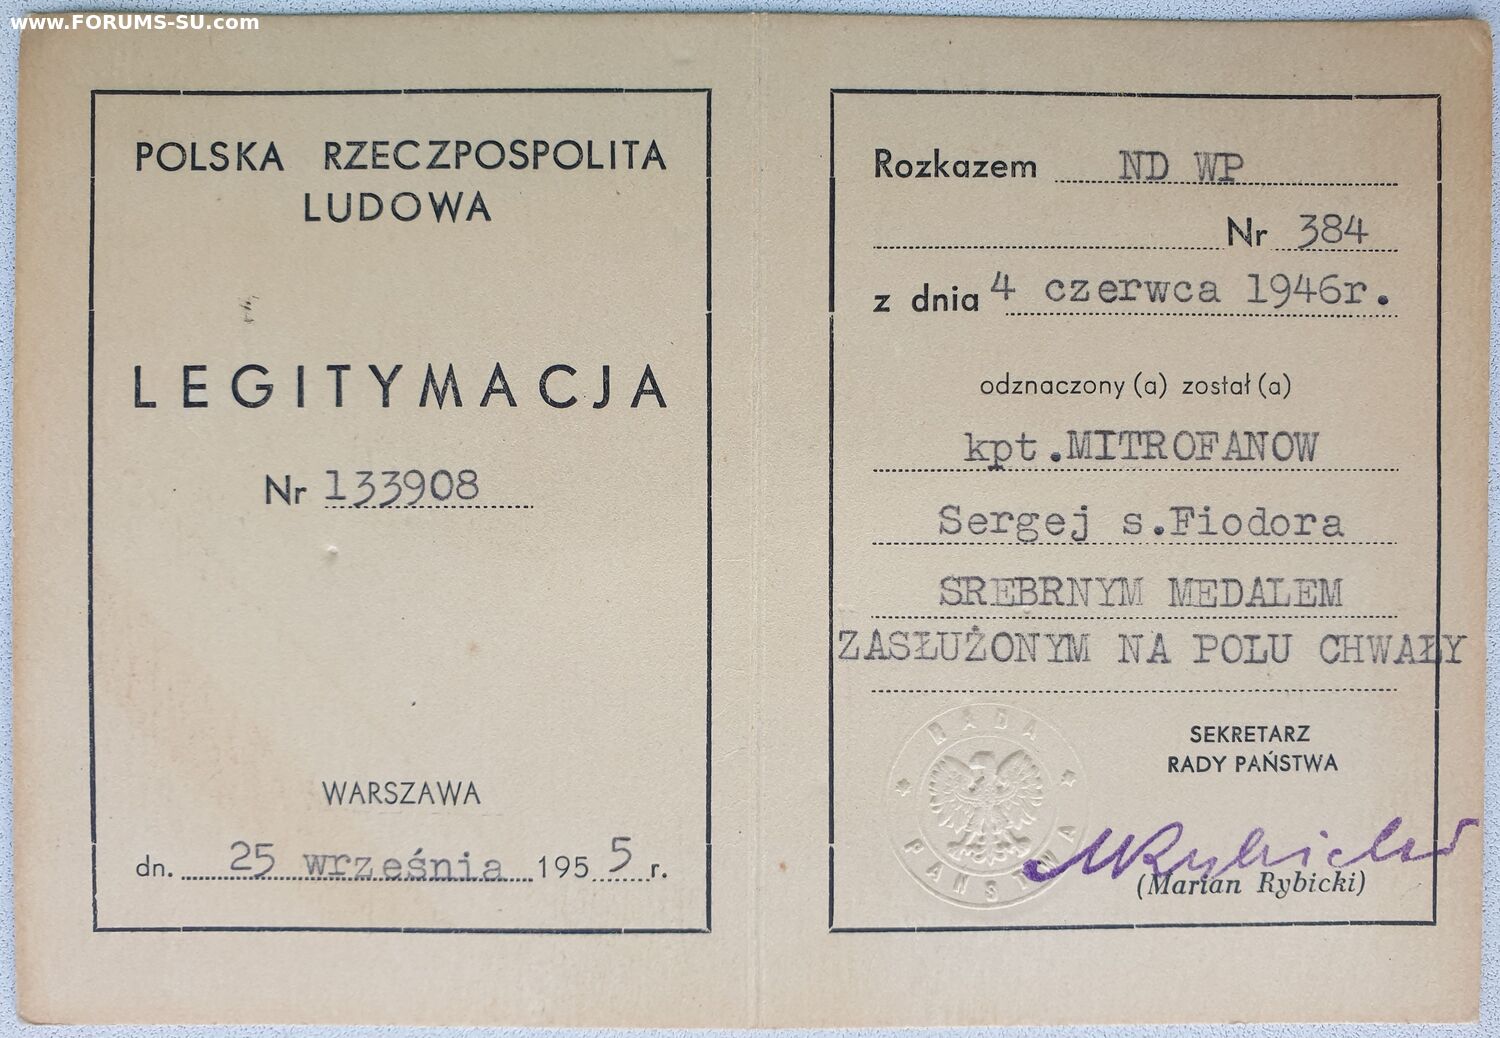 www.FORUMS-SU.com
POLSKA RZECZPOSPOLITA
LUDOWA
LEGITYMACJA
Nr 133908
WARSZAWA
dn. 25 września 1955 r.
Rozkazem ND WP
Nr 384
z dnia 4 czerwca 1946r.
odznaczony (a) został (a)
kpt.MITROFANOW
Sergej s.Fiodora
SREBRNYM MEDALEM
ZASŁUŻONYM NA POLU CHWAŁY
SEKRETARZ
RADY PAŃSTWA
RADA PAŃSTWA
MRybicki
(Marian Rybicki)